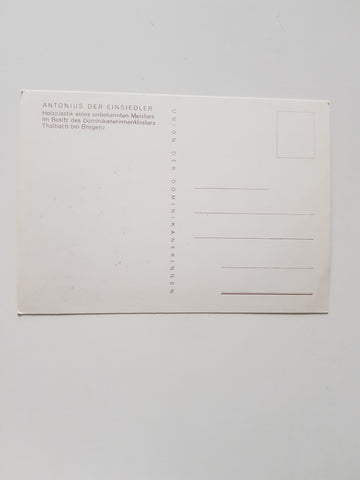 ANTONIUS DER EINSIEDLER
Holzplastik eines unbekannten Meisters
Im Besitz des Dominikanerinnenklosters
Thalbach bei Bregenz
UNION DER DOMINIKANERINNEN